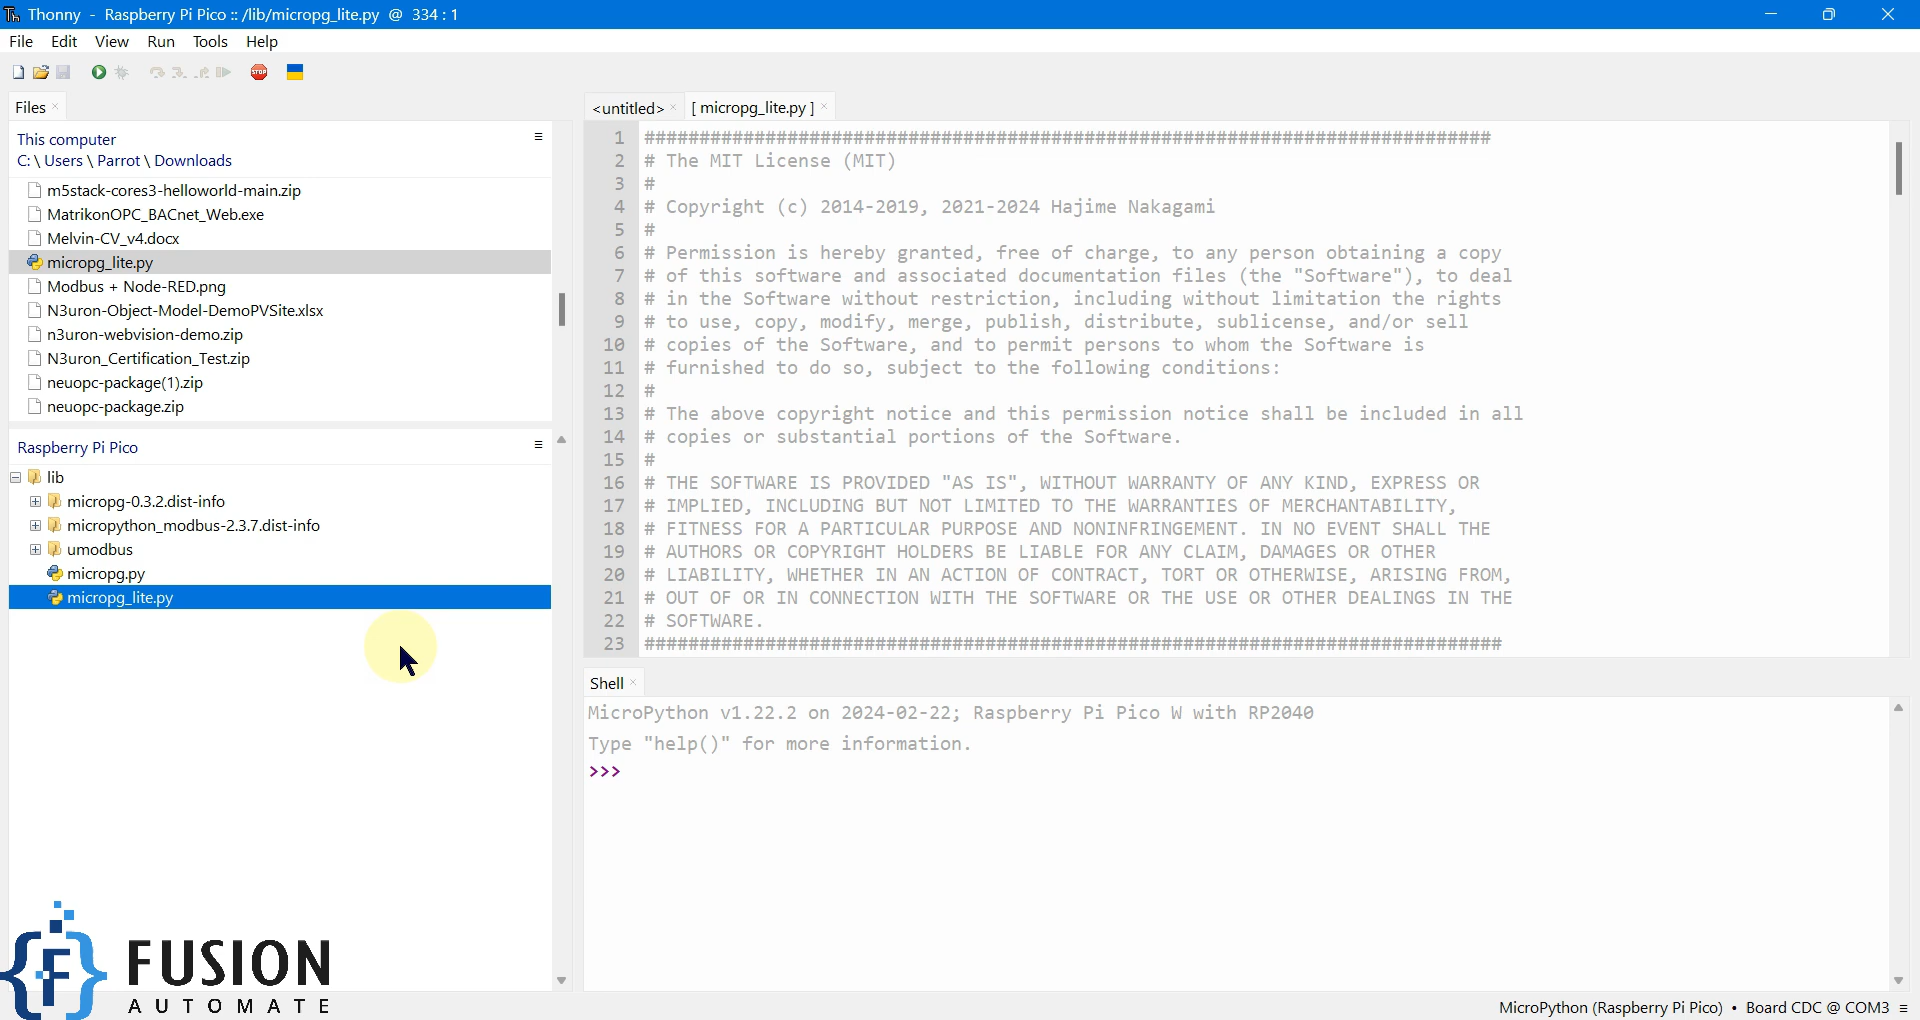 Thonny - Raspberry Pi Pico :: /lib/micropg_lite.py @ 334 : 1
File Edit View Run Tools Help
STOP
Files
This computer
C: \ Users \ Parrot \ Downloads
m5stack-cores3-helloworld-main.zip
MatrikonOPC_BACnet_Web.exe
Melvin-CV_v4.docx
micropg_lite.py
Modbus + Node-RED.png
N3uron-Object-Model-DemoPVSite.xlsx
n3uron-webvision-demo.zip
N3uron_Certification_Test.zip
neuopc-package(1).zip
neuopc-package.zip
Raspberry Pi Pico
lib
micropg-0.3.2.dist-info
micropython_modbus-2.3.7.dist-info
umodbus
micropg.py
micropg_lite.py
<untitled> [ micropg_lite.py ]
1 #############################################################################
2 # The MIT License (MIT)
3 #
4 # Copyright (c) 2014-2019, 2021-2024 Hajime Nakagami
5 #
6 # Permission is hereby granted, free of charge, to any person obtaining a copy
7 # of this software and associated documentation files (the "Software"), to deal
8 # in the Software without restriction, including without limitation the rights
9 # to use, copy, modify, merge, publish, distribute, sublicense, and/or sell
10 # copies of the Software, and to permit persons to whom the Software is
11 # furnished to do so, subject to the following conditions:
12 #
13 # The above copyright notice and this permission notice shall be included in all
14 # copies or substantial portions of the Software.
15 #
16 # THE SOFTWARE IS PROVIDED "AS IS", WITHOUT WARRANTY OF ANY KIND, EXPRESS OR
17 # IMPLIED, INCLUDING BUT NOT LIMITED TO THE WARRANTIES OF MERCHANTABILITY,
18 # FITNESS FOR A PARTICULAR PURPOSE AND NONINFRINGEMENT. IN NO EVENT SHALL THE
19 # AUTHORS OR COPYRIGHT HOLDERS BE LIABLE FOR ANY CLAIM, DAMAGES OR OTHER
20 # LIABILITY, WHETHER IN AN ACTION OF CONTRACT, TORT OR OTHERWISE, ARISING FROM,
21 # OUT OF OR IN CONNECTION WITH THE SOFTWARE OR THE USE OR OTHER DEALINGS IN THE
22 # SOFTWARE.
23 ##############################################################################
Shell
MicroPython v1.22.2 on 2024-02-22; Raspberry Pi Pico W with RP2040
Type "help()" for more information.
>>>
FUSION
AUTOMATE
MicroPython (Raspberry Pi Pico) • Board CDC @ COM3